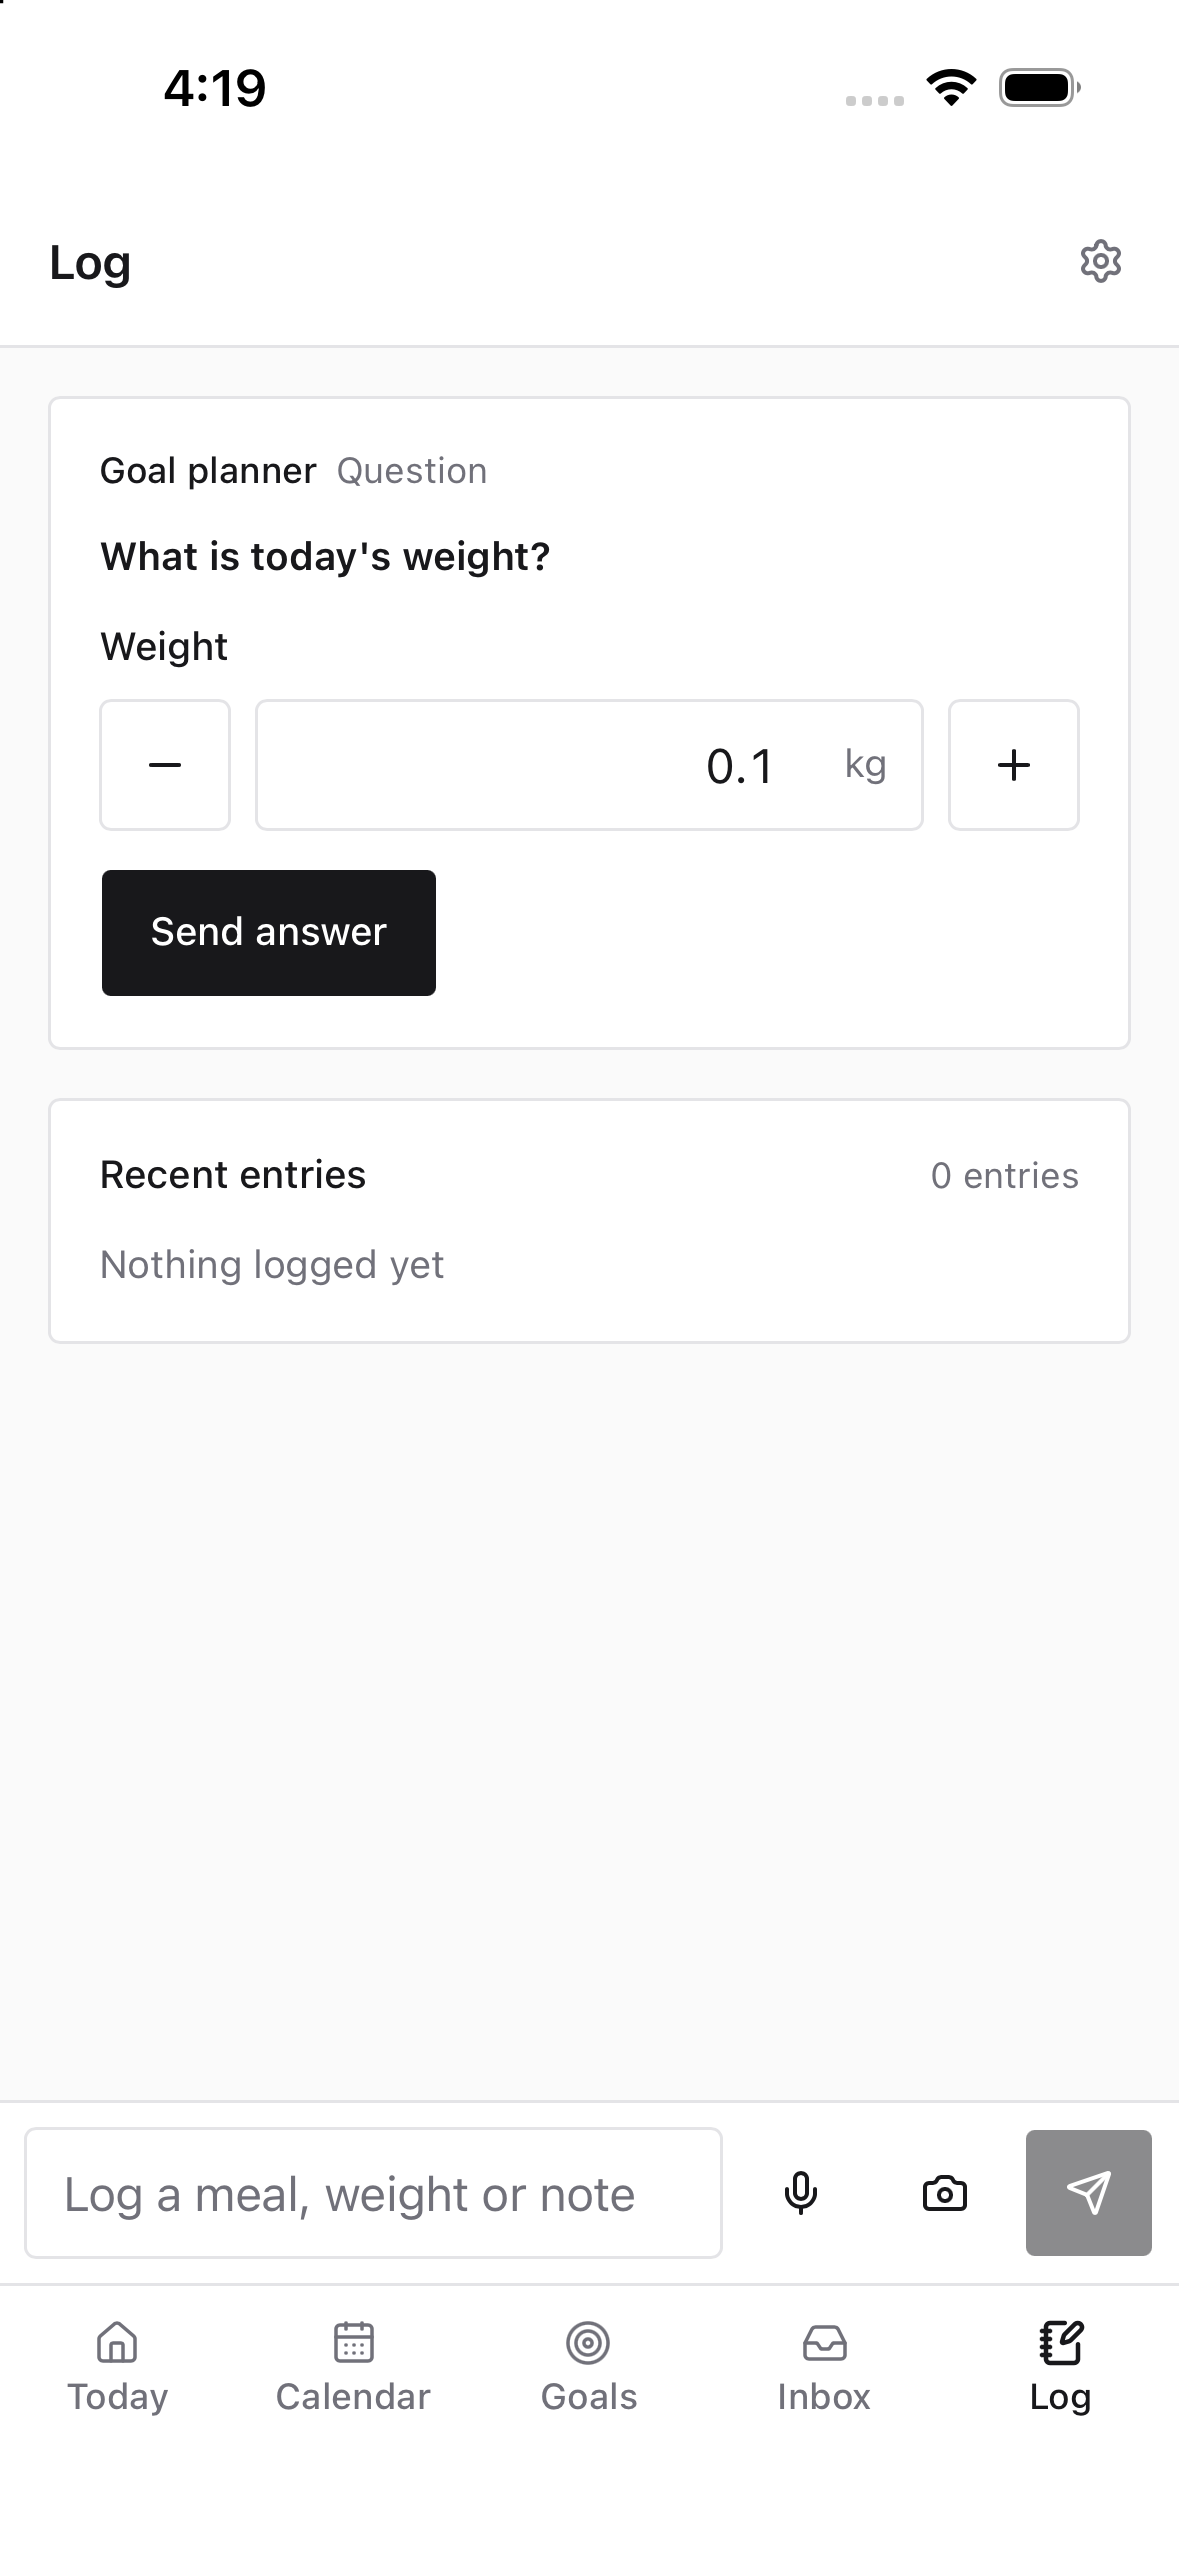 4:19
Log
Goal planner Question
What is today's weight?
Weight
0.1 kg
Send answer
Recent entries 0 entries
Nothing logged yet
Log a meal, weight or note
Today Calendar Goals Inbox Log